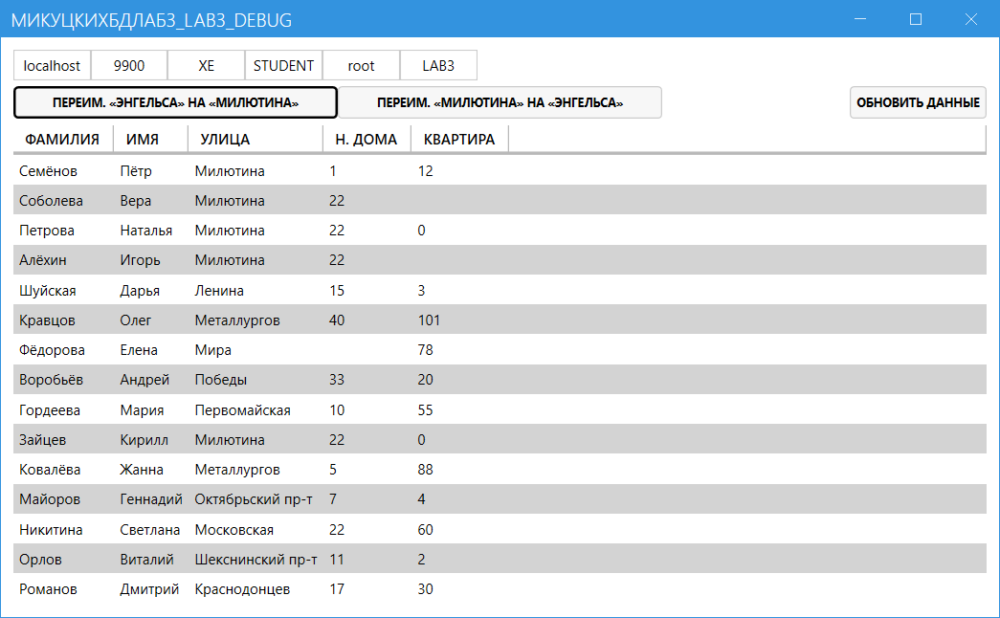 МИКУЦКИХБДЛАБ3_LAB3_DEBUG
localhost 9900 XE STUDENT root LAB3
ПЕРЕИМ. «ЭНГЕЛЬСА» НА «МИЛЮТИНА» ПЕРЕИМ. «МИЛЮТИНА» НА «ЭНГЕЛЬСА» ОБНОВИТЬ ДАННЫЕ
ФАМИЛИЯ ИМЯ УЛИЦА Н. ДОМА КВАРТИРА
Семёнов Пётр Милютина 1 12
Соболева Вера Милютина 22
Петрова Наталья Милютина 22 0
Алёхин Игорь Милютина 22
Шуйская Дарья Ленина 15 3
Кравцов Олег Металлургов 40 101
Фёдорова Елена Мира 78
Воробьёв Андрей Победы 33 20
Гордеева Мария Первомайская 10 55
Зайцев Кирилл Милютина 22 0
Ковалёва Жанна Металлургов 5 88
Майоров Геннадий Октябрьский пр-т 7 4
Никитина Светлана Московская 22 60
Орлов Виталий Шекснинский пр-т 11 2
Романов Дмитрий Краснодонцев 17 30